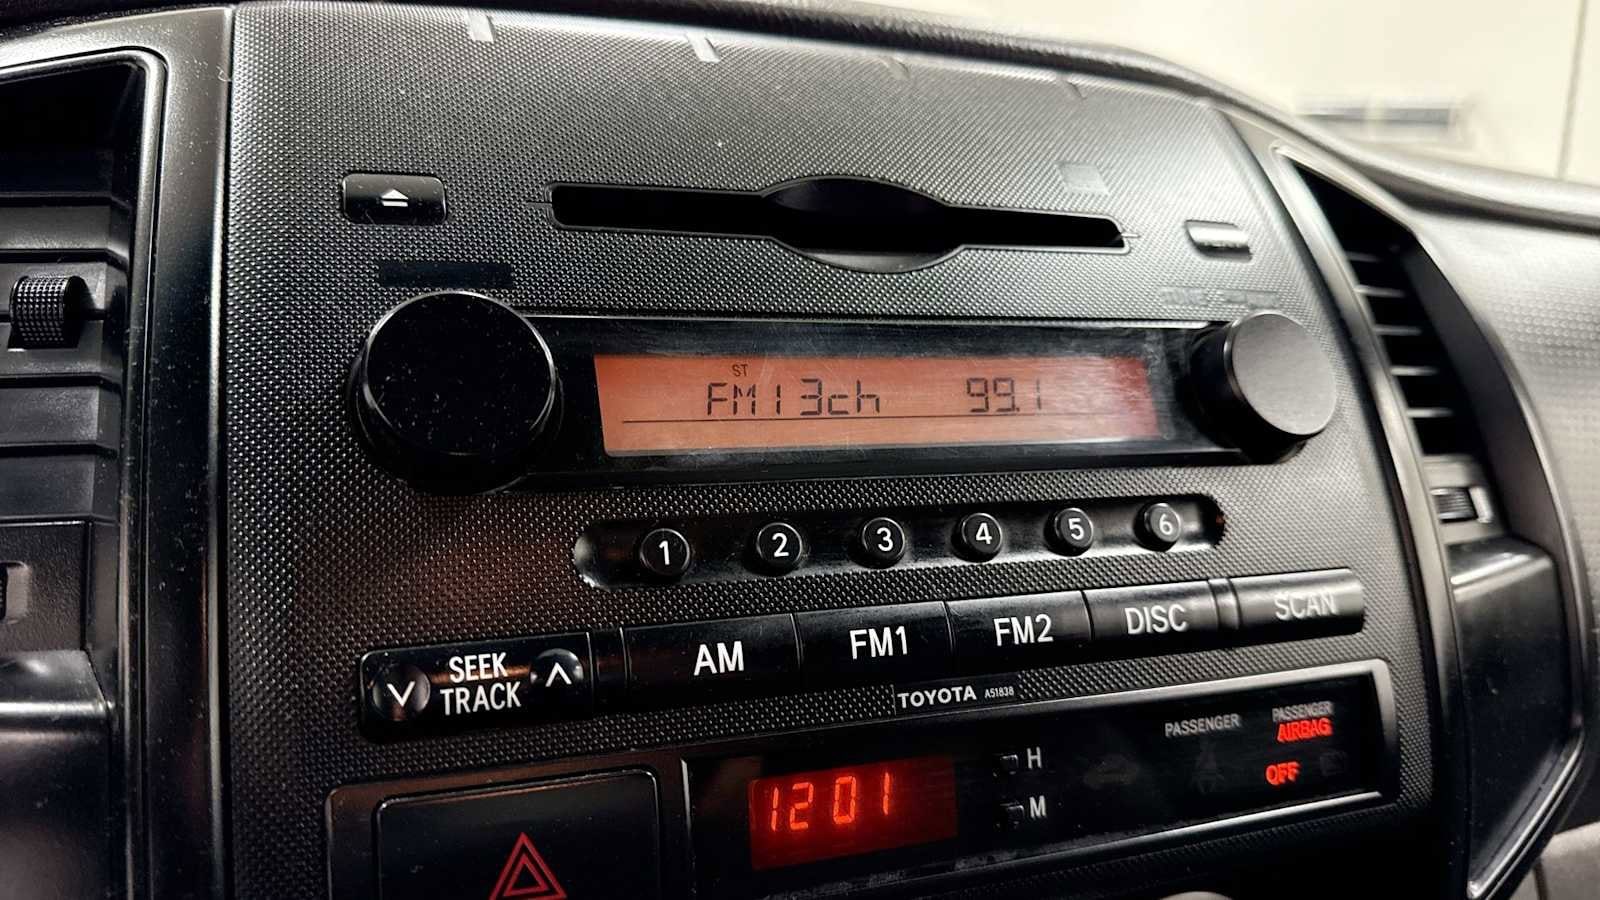 ST
FM1 3ch 99.1
1 2 3 4 5 6
SEEK TRACK
AM FM1 FM2 DISC SCAN
TOYOTA A51838
PASSENGER
PASSENGER AIRBAG OFF
H
12 01
M